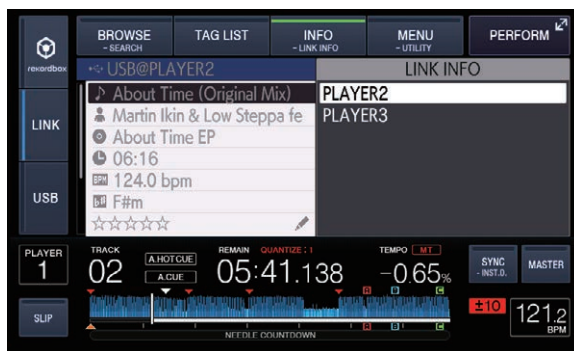 BROWSE
- SEARCH
TAG LIST
INFO
- LINK INFO
MENU
- UTILITY
PERFORM
rekordbox
LINK
USB
USB@PLAYER2
LINK INFO
About Time (Original Mix)
Martin Ikin & Low Steppa fe
About Time EP
06:16
BPM 124.0 bpm
F#m
PLAYER2
PLAYER3
PLAYER
1
TRACK
02
A.HOT CUE
A.CUE
REMAIN
QUANTIZE : 1
05:41.138
TEMPO MT
-0.65%
SYNC
- INST.D.
MASTER
A D C
SLIP
±10
121.2
BPM
A B C
NEEDLE COUNTDOWN